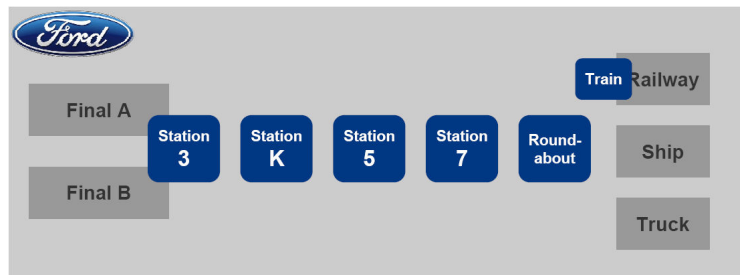 Ford
Final A
Final B
Station
3
Station
K
Station
5
Station
7
Round-
about
Train
Railway
Ship
Truck